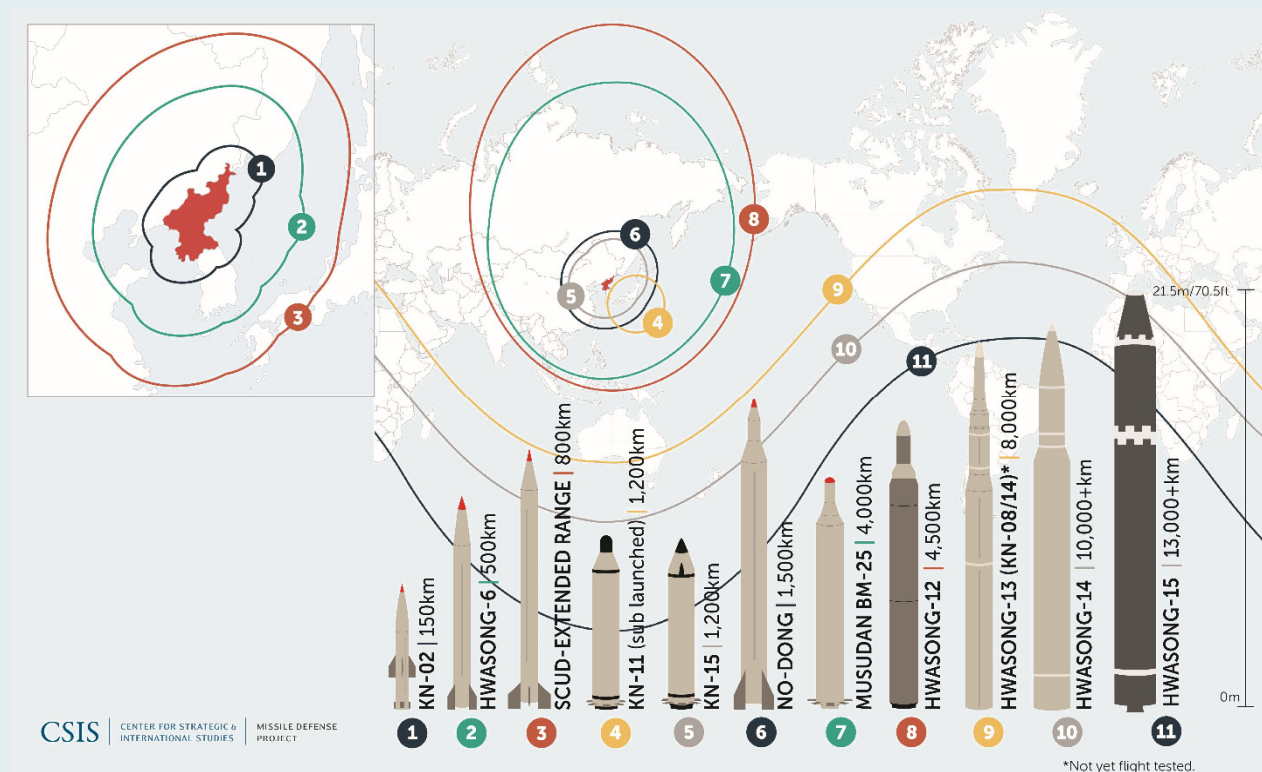 1
2
3
4
5
6
7
8
9
10
11
21.5m/70.5ft
0m
KN-02 | 150km
HWASONG-6 | 500km
SCUD-EXTENDED RANGE | 800km
KN-11 (sub launched) | 1,200km
KN-15 | 1,200km
NO-DONG | 1,500km
MUSUDAN BM-25 | 4,000km
HWASONG-12 | 4,500km
HWASONG-13 (KN-08/14)* | 8,000km
HWASONG-14 | 10,000+km
HWASONG-15 | 13,000+km
1
2
3
4
5
6
7
8
9
10
11
CSIS | CENTER FOR STRATEGIC &
INTERNATIONAL STUDIES
MISSILE DEFENSE
PROJECT
*Not yet flight tested.